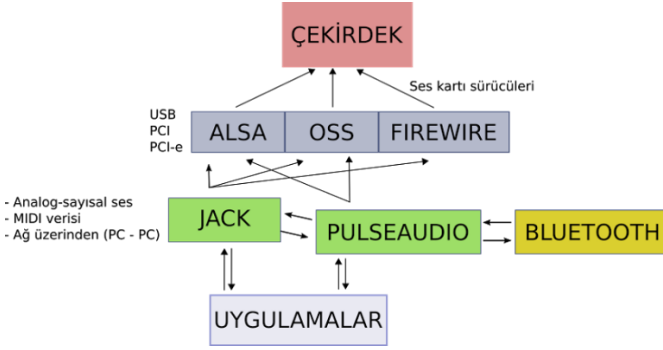 ÇEKİRDEK
Ses kartı sürücüleri
USB
PCI
PCI-e
ALSA
OSS
FIREWIRE
- Analog-sayısal ses
- MIDI verisi
- Ağ üzerinden (PC - PC)
JACK
PULSEAUDIO
BLUETOOTH
UYGULAMALAR